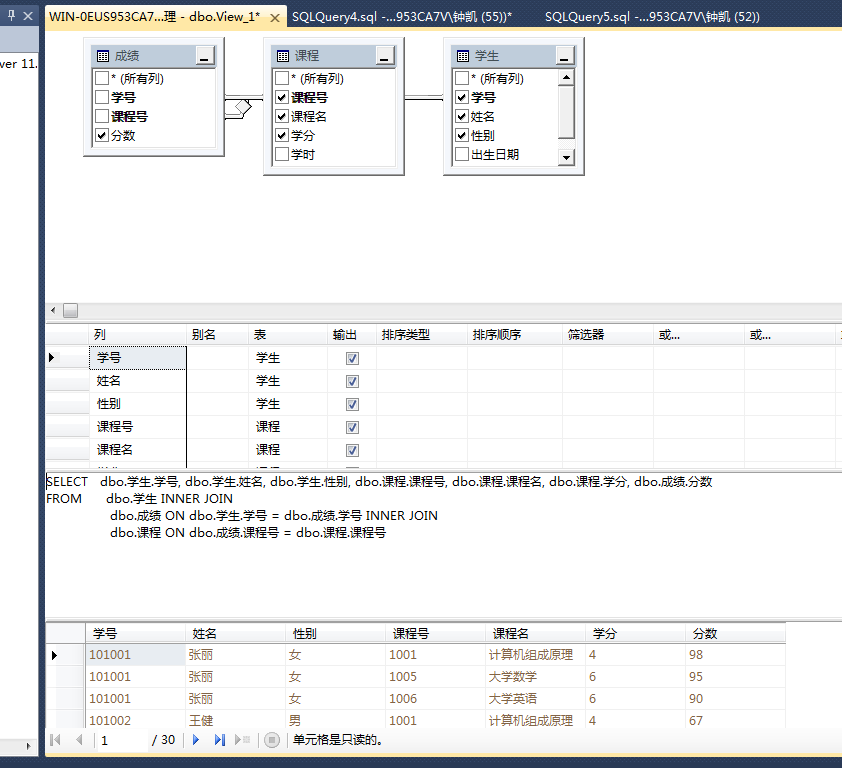 WIN-0EUS953CA7...理 - dbo.View_1* SQLQuery4.sql -...953CA7V\钟凯 (55))* SQLQuery5.sql -...953CA7V\钟凯 (52))
ver 11.
成绩
* (所有列)
学号
课程号
分数
课程
* (所有列)
课程号
课程名
学分
学时
学生
* (所有列)
学号
姓名
性别
出生日期
列 别名 表 输出 排序类型 排序顺序 筛选器 或... 或...
学号 学生
姓名 学生
性别 学生
课程号 课程
课程名 课程
SELECT dbo.学生.学号, dbo.学生.姓名, dbo.学生.性别, dbo.课程.课程号, dbo.课程.课程名, dbo.课程.学分, dbo.成绩.分数
FROM dbo.学生 INNER JOIN
dbo.成绩 ON dbo.学生.学号 = dbo.成绩.学号 INNER JOIN
dbo.课程 ON dbo.成绩.课程号 = dbo.课程.课程号
学号 姓名 性别 课程号 课程名 学分 分数
101001 张丽 女 1001 计算机组成原理 4 98
101001 张丽 女 1005 大学数学 6 95
101001 张丽 女 1006 大学英语 6 90
101002 王健 男 1001 计算机组成原理 4 67
1 / 30 单元格是只读的。